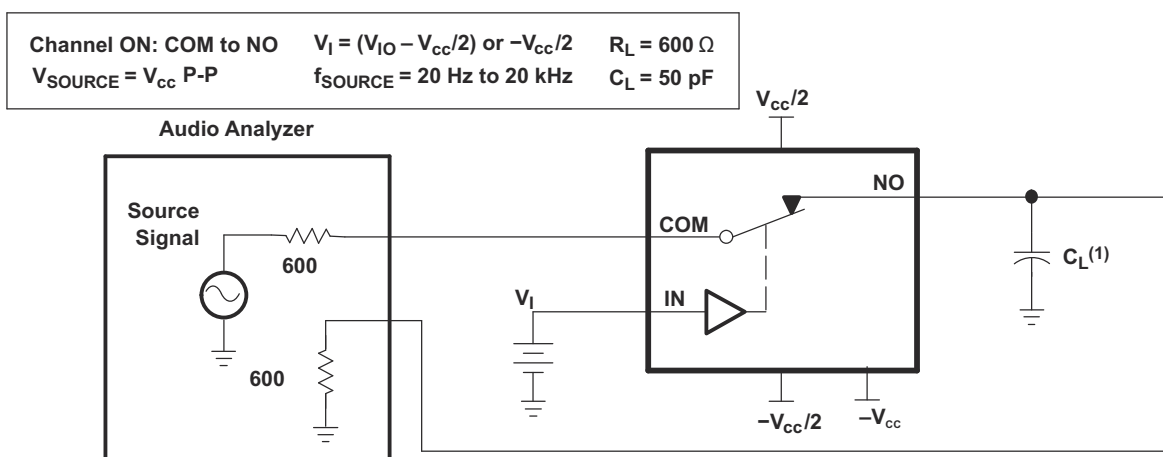 Channel ON: COM to NO V_I = (V_IO – V_cc/2) or –V_cc/2 R_L = 600 Ω
V_SOURCE = V_cc P-P f_SOURCE = 20 Hz to 20 kHz C_L = 50 pF
Audio Analyzer
V_cc/2
NO
Source
Signal
COM
600
C_L(1)
V_I
IN
600
–V_cc/2
–V_cc